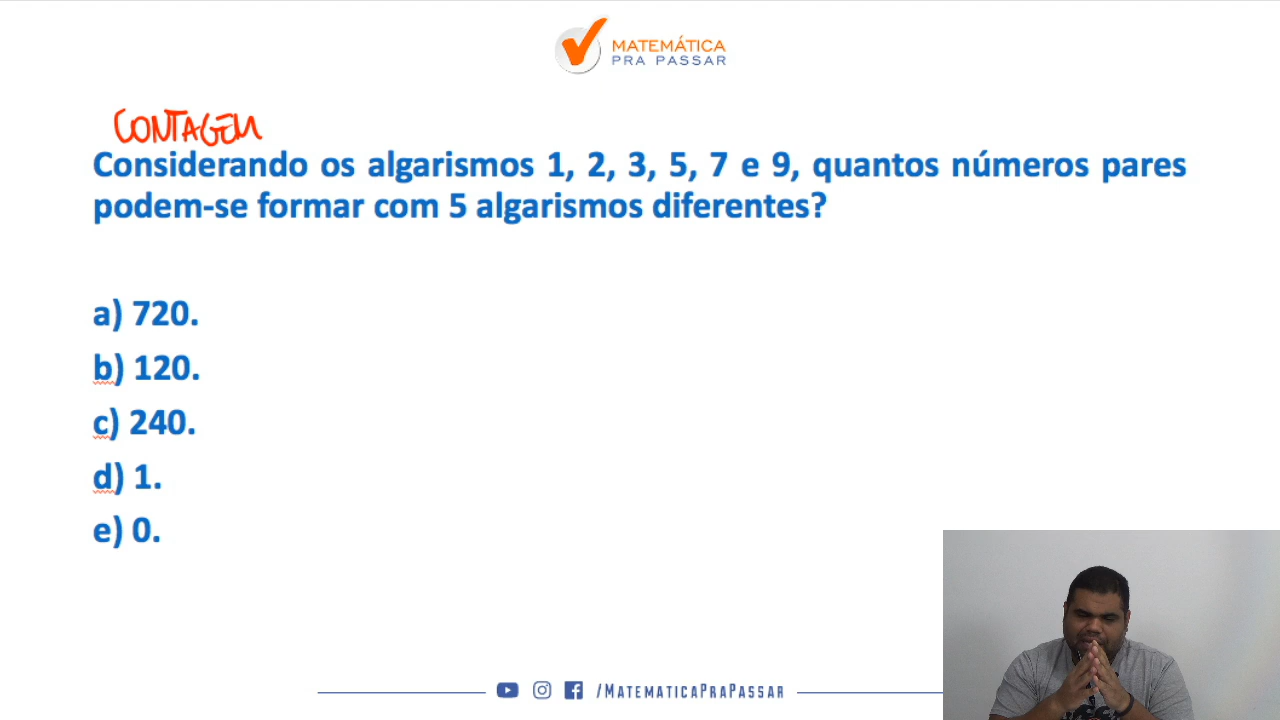 MATEMÁTICA
PRA PASSAR
CONTAGEM
Considerando os algarismos 1, 2, 3, 5, 7 e 9, quantos números pares
podem-se formar com 5 algarismos diferentes?
a) 720.
b) 120.
c) 240.
d) 1.
e) 0.
/MATEMATICAPRAPASSAR